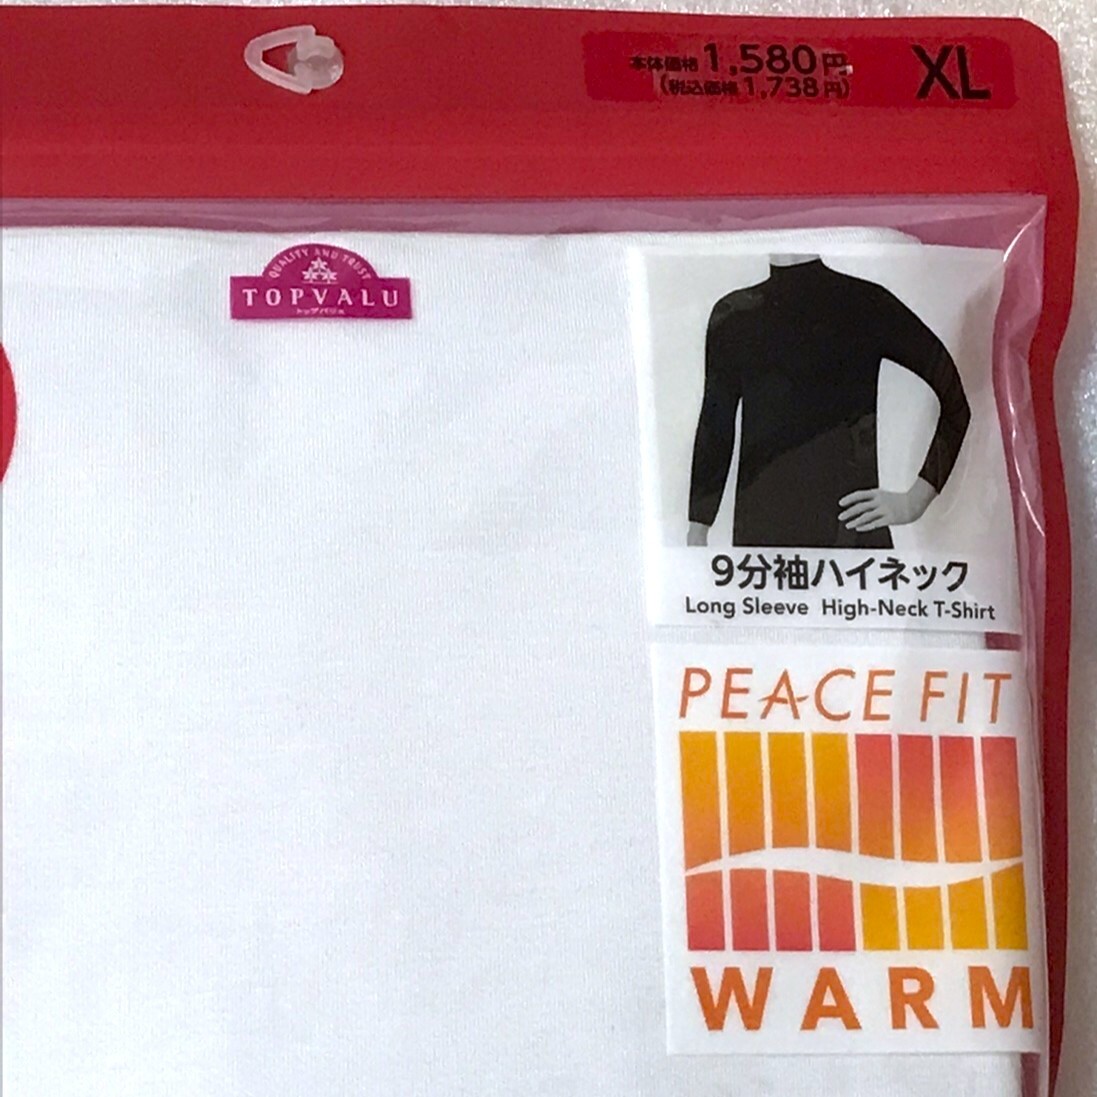 本体価格1,580円
(税込価格1,738円)
XL
QUALITY AND TRUST
TOPVALU
トップバリュ
9分袖ハイネック
Long Sleeve High-Neck T-Shirt
PEACE FIT
WARM